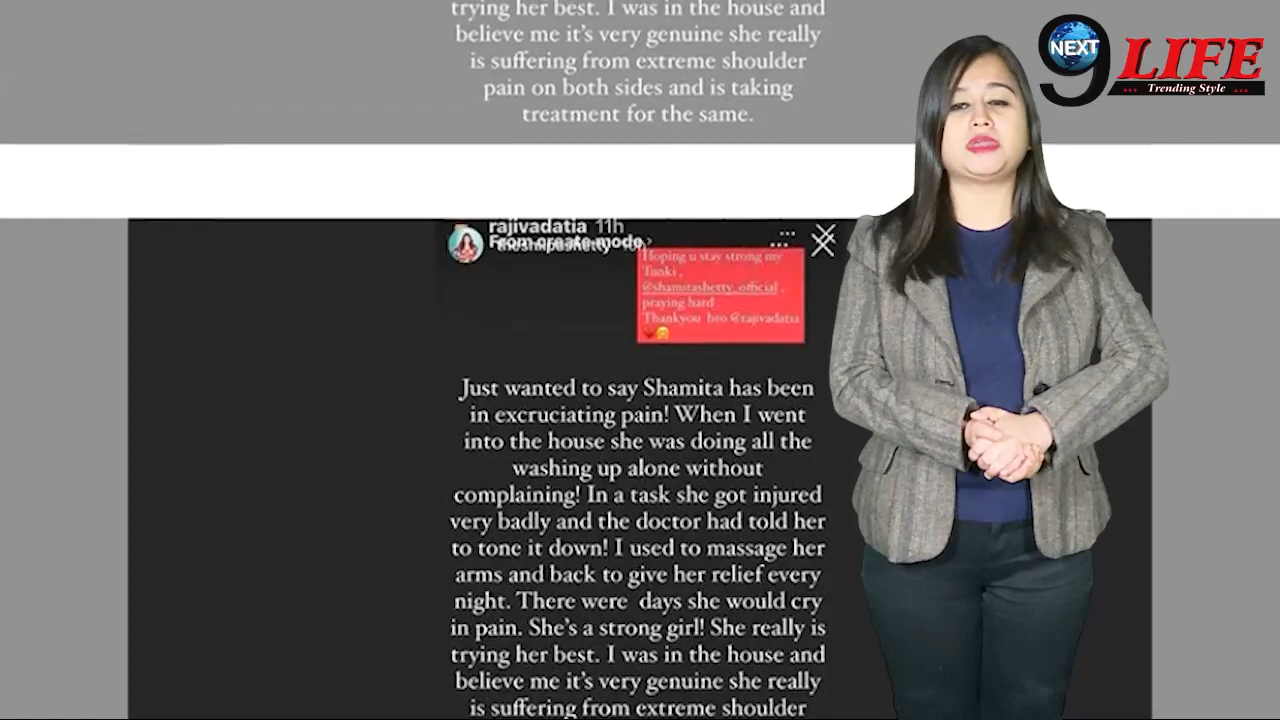 trying her best. I was in the house and
believe me it's very genuine she really
is suffering from extreme shoulder
pain on both sides and is taking
treatment for the same.
9 NEXT LIFE
... Trending Style ...
rajivadatia 11h
From create mode
Hoping u stay strong my
Tunki ,
@shamitashetty_official ,
praying hard
Thankyou bro @rajivadatia
Just wanted to say Shamita has been
in excruciating pain! When I went
into the house she was doing all the
washing up alone without
complaining! In a task she got injured
very badly and the doctor had told her
to tone it down! I used to massage her
arms and back to give her relief every
night. There were days she would cry
in pain. She's a strong girl! She really is
trying her best. I was in the house and
believe me it's very genuine she really
is suffering from extreme shoulder